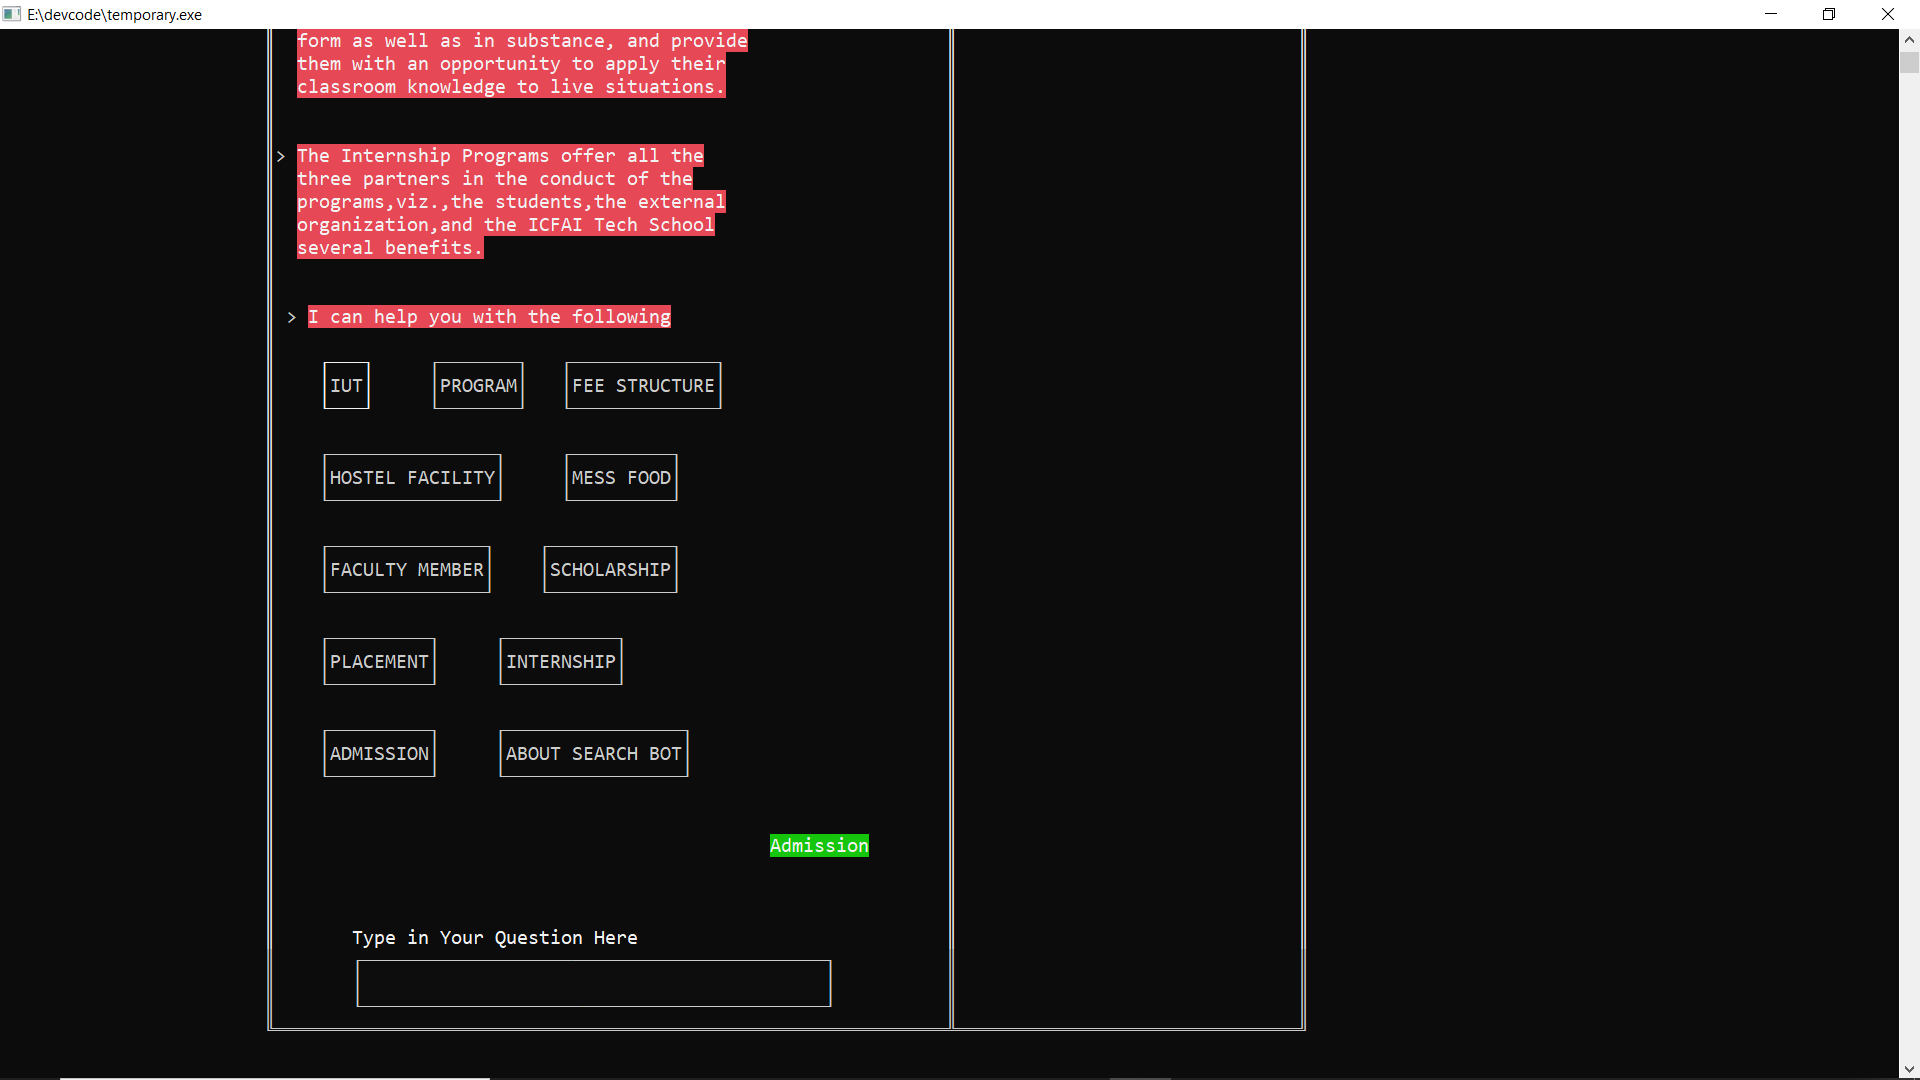 E:\devcode\temporary.exe
form as well as in substance, and provide
them with an opportunity to apply their
classroom knowledge to live situations.
> The Internship Programs offer all the
three partners in the conduct of the
programs,viz.,the students,the external
organization,and the ICFAI Tech School
several benefits.
> I can help you with the following
IUT PROGRAM FEE STRUCTURE
HOSTEL FACILITY MESS FOOD
FACULTY MEMBER SCHOLARSHIP
PLACEMENT INTERNSHIP
ADMISSION ABOUT SEARCH BOT
Admission
Type in Your Question Here